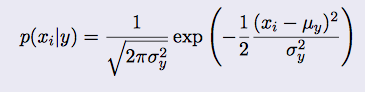 p(x_i|y) = \frac{1}{\sqrt{2\pi\sigma_y^2}} \exp\left(-\frac{1}{2}\frac{(x_i - \mu_y)^2}{\sigma_y^2}\right)